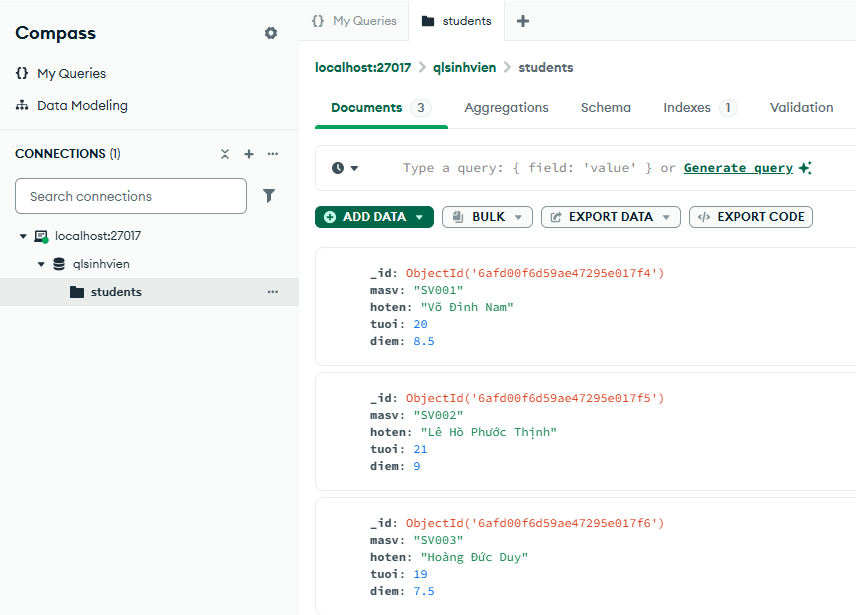 Compass
My Queries
Data Modeling
CONNECTIONS (1)
Search connections
localhost:27017
qlsinhvien
students
{} My Queries
students
localhost:27017 > qlsinhvien > students
Documents 3 Aggregations Schema Indexes 1 Validation
Type a query: { field: 'value' } or Generate query
ADD DATA BULK EXPORT DATA EXPORT CODE
_id: ObjectId('6afd00f6d59ae47295e017f4')
masv: "SV001"
hoten: "Võ Đình Nam"
tuoi: 20
diem: 8.5
_id: ObjectId('6afd00f6d59ae47295e017f5')
masv: "SV002"
hoten: "Lê Hồ Phước Thịnh"
tuoi: 21
diem: 9
_id: ObjectId('6afd00f6d59ae47295e017f6')
masv: "SV003"
hoten: "Hoàng Đức Duy"
tuoi: 19
diem: 7.5